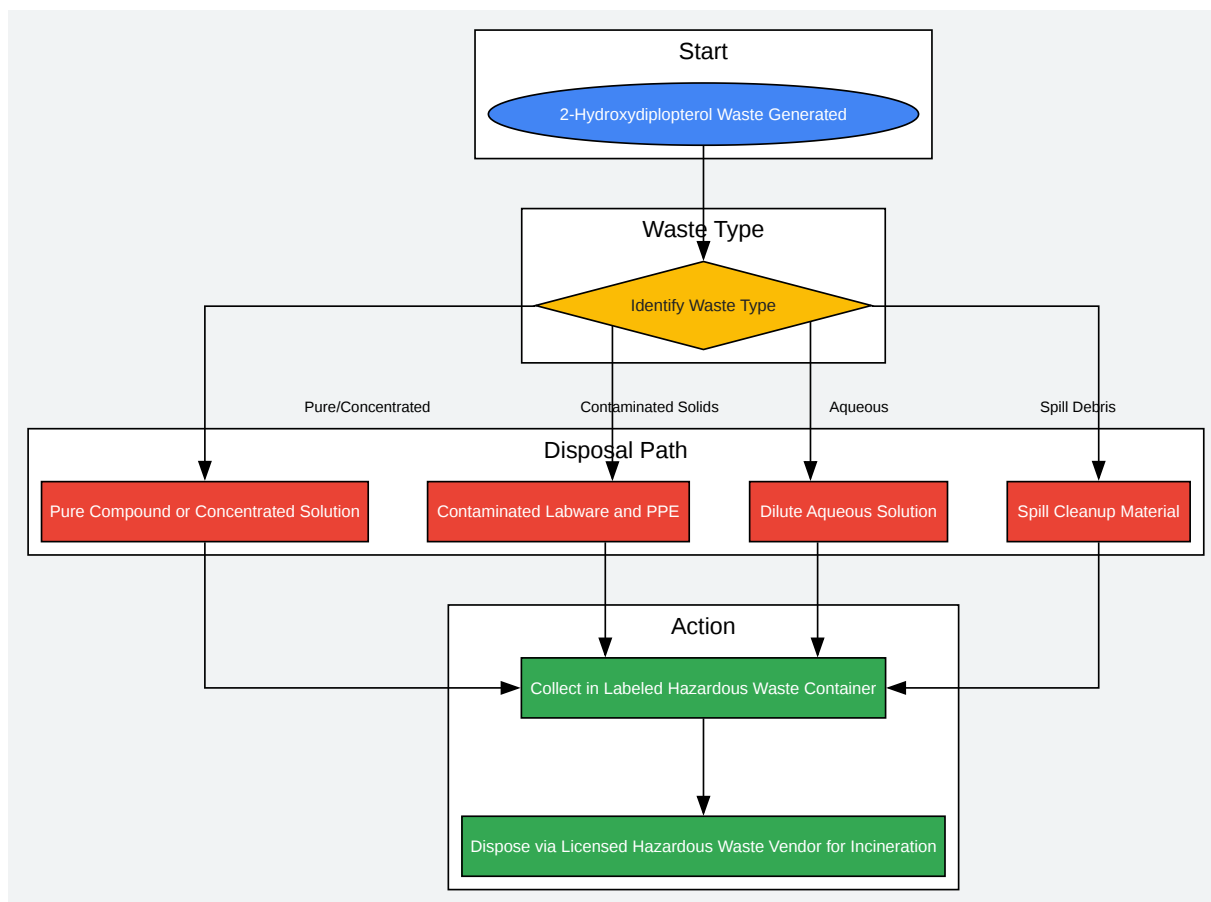 Start
2-Hydroxydiplopterol Waste Generated
Waste Type
Identify Waste Type
Pure/Concentrated
Contaminated Solids
Aqueous
Spill Debris
Disposal Path
Pure Compound or Concentrated Solution
Contaminated Labware and PPE
Dilute Aqueous Solution
Spill Cleanup Material
Action
Collect in Labeled Hazardous Waste Container
Dispose via Licensed Hazardous Waste Vendor for Incineration